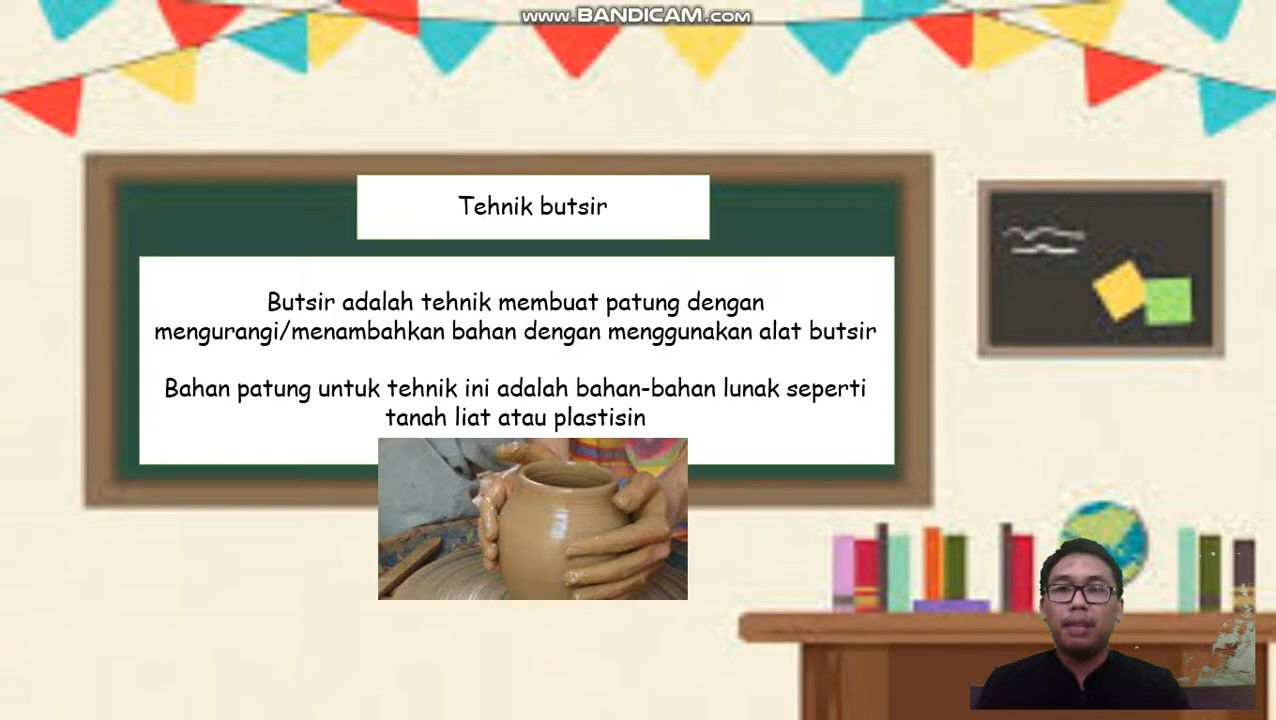 www.BANDICAM.com
Tehnik butsir
Butsir adalah tehnik membuat patung dengan
mengurangi/menambahkan bahan dengan menggunakan alat butsir
Bahan patung untuk tehnik ini adalah bahan-bahan lunak seperti
tanah liat atau plastisin